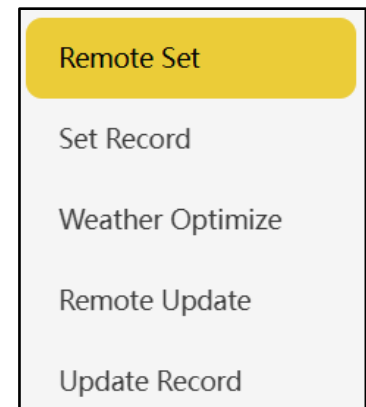 Remote Set
Set Record
Weather Optimize
Remote Update
Update Record